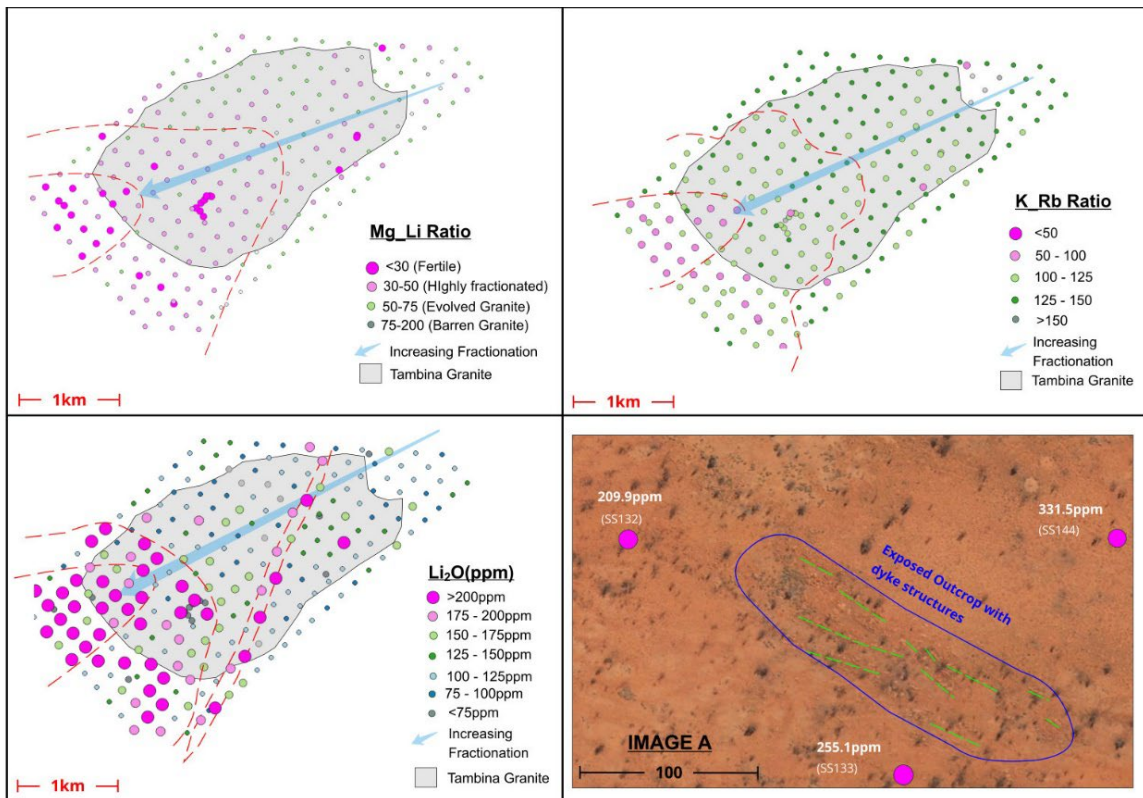 Mg_Li Ratio
<30 (Fertile)
30-50 (HIghly fractionated)
50-75 (Evolved Granite)
75-200 (Barren Granite)
Increasing Fractionation
Tambina Granite
1km
K_Rb Ratio
<50
50 - 100
100 - 125
125 - 150
>150
Increasing
Fractionation
Tambina Granite
1km
Li₂O(ppm)
>200ppm
175 - 200ppm
150 - 175ppm
125 - 150ppm
100 - 125ppm
75 - 100ppm
<75ppm
Increasing
Fractionation
Tambina Granite
1km
209.9ppm
(SS132)
331.5ppm
(SS144)
Exposed Outcrop with
dyke structures
255.1ppm
(SS133)
IMAGE A
100